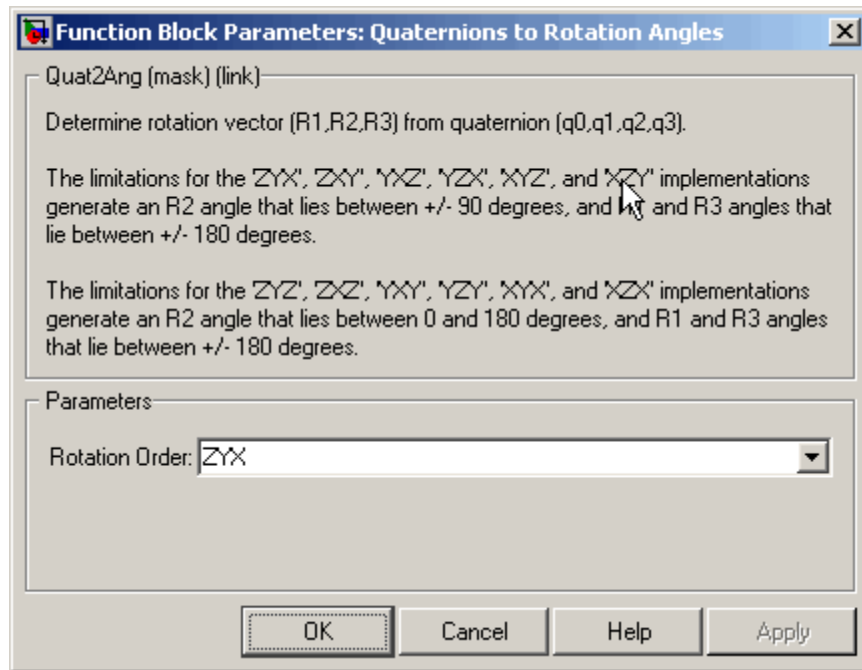 Function Block Parameters: Quaternions to Rotation Angles
Quat2Ang (mask) (link)
Determine rotation vector (R1,R2,R3) from quaternion (q0,q1,q2,q3).
The limitations for the 'ZYX', 'ZXY', 'YXZ', 'YZX', 'XYZ', and 'XZY' implementations
generate an R2 angle that lies between +/- 90 degrees, and R1 and R3 angles that
lie between +/- 180 degrees.
The limitations for the 'ZYZ', 'ZXZ', 'YXY', 'YZY', 'XYX', and 'XZX' implementations
generate an R2 angle that lies between 0 and 180 degrees, and R1 and R3 angles
that lie between +/- 180 degrees.
Parameters
Rotation Order: ZYX
OK Cancel Help Apply